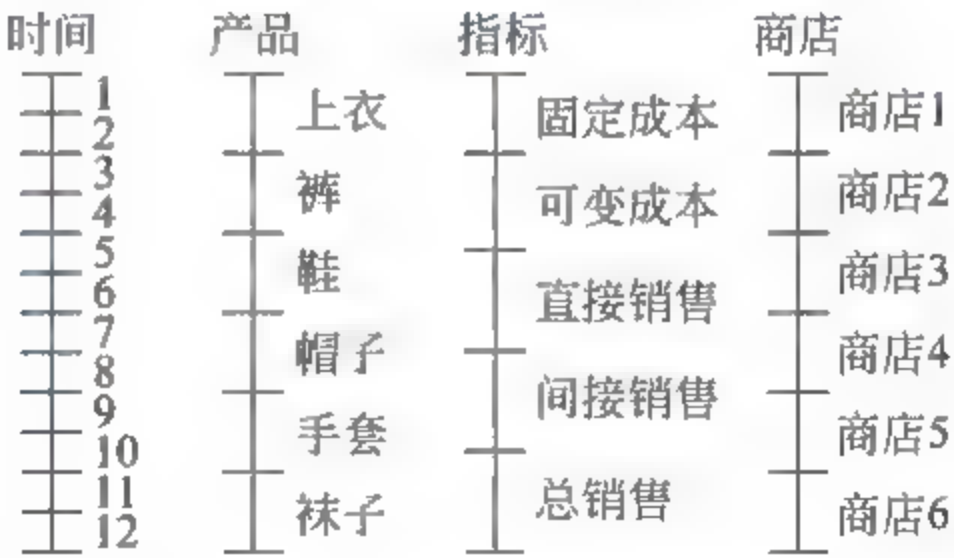 时间
1
2
3
4
5
6
7
8
9
10
11
12
产品
上衣
裤
鞋
帽子
手套
袜子
指标
固定成本
可变成本
直接销售
间接销售
总销售
商店
商店1
商店2
商店3
商店4
商店5
商店6